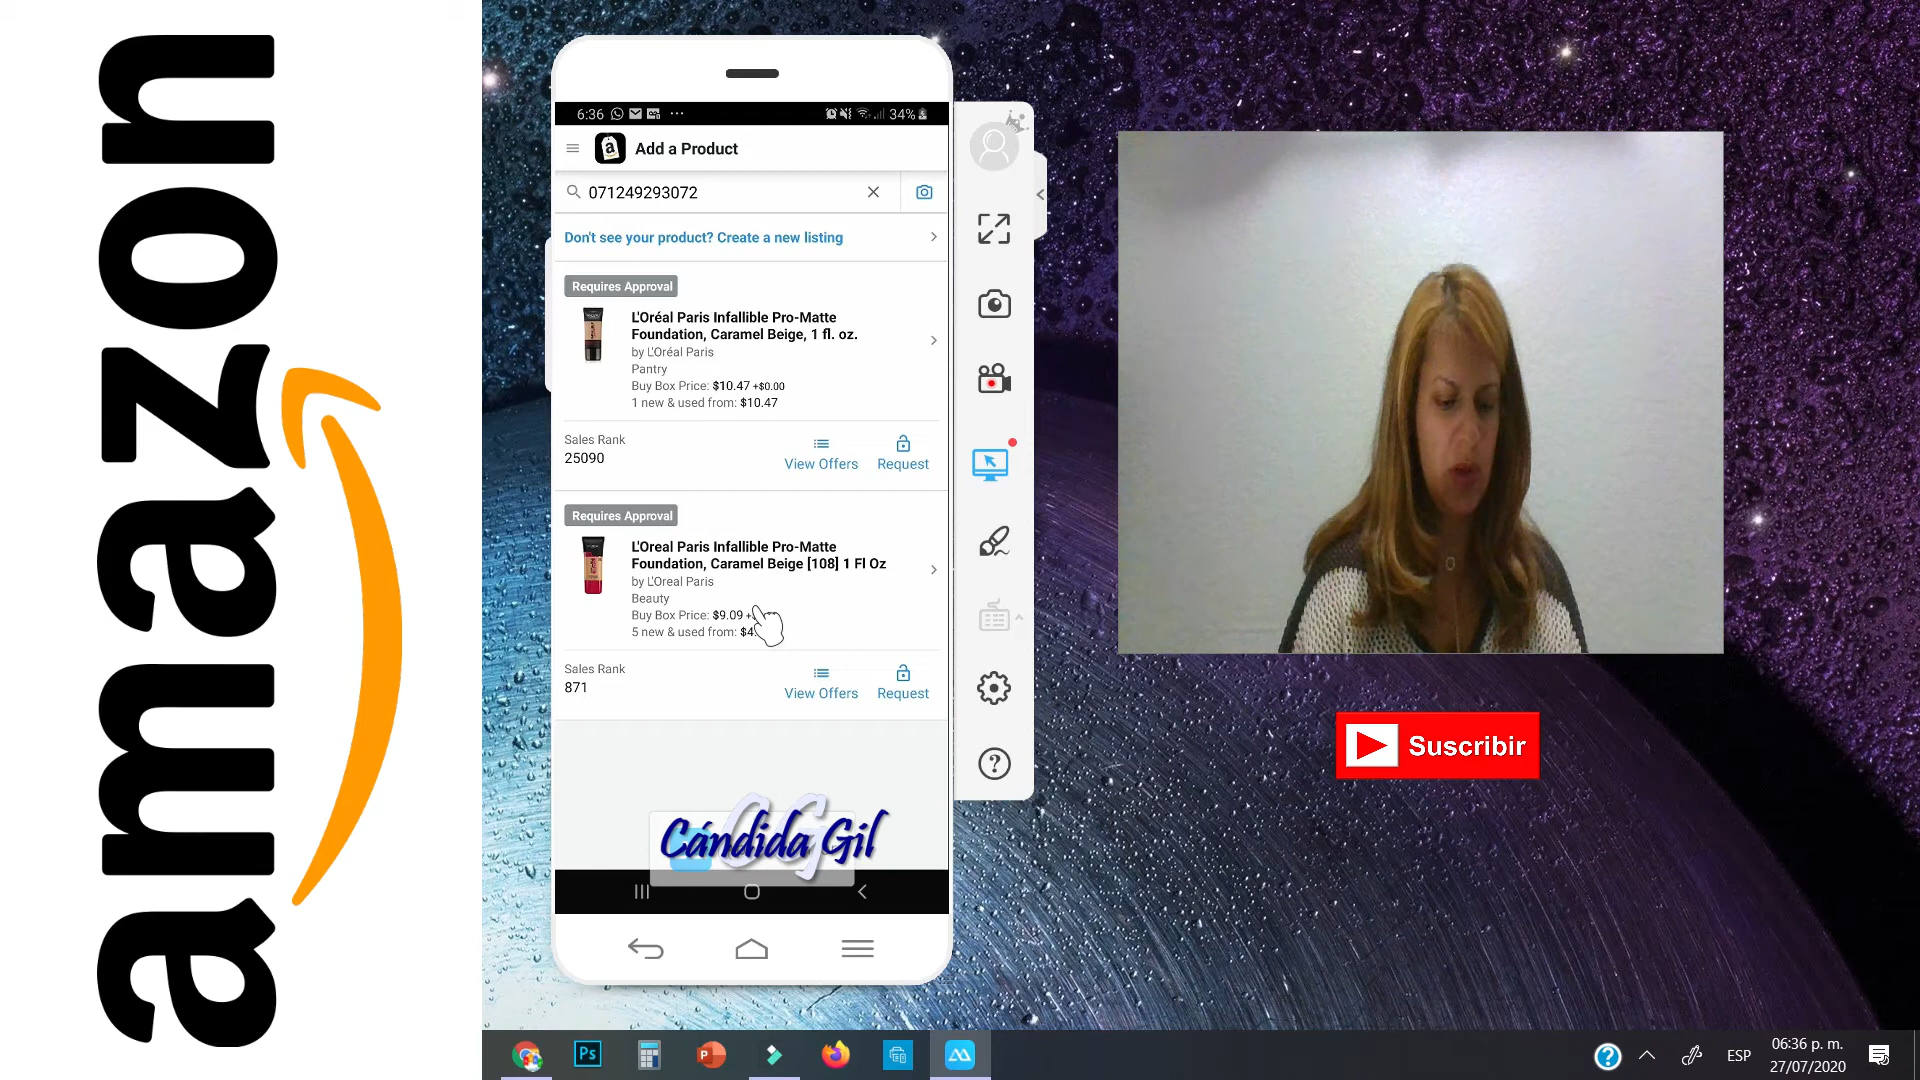 amazon
6:36
34%
Add a Product
071249293072
Don't see your product? Create a new listing
Requires Approval
L'Oréal Paris Infallible Pro-Matte
Foundation, Caramel Beige, 1 fl. oz.
by L'Oréal Paris
Pantry
Buy Box Price: $10.47 +$0.00
1 new & used from: $10.47
Sales Rank
25090
View Offers
Request
Requires Approval
L'Oreal Paris Infallible Pro-Matte
Foundation, Caramel Beige [108] 1 Fl Oz
by L'Oreal Paris
Beauty
Buy Box Price: $9.09
5 new & used from:
Sales Rank
871
View Offers
Request
Cándida Gil
Suscribir
Ps
P
ESP
06:36 p. m.
27/07/2020